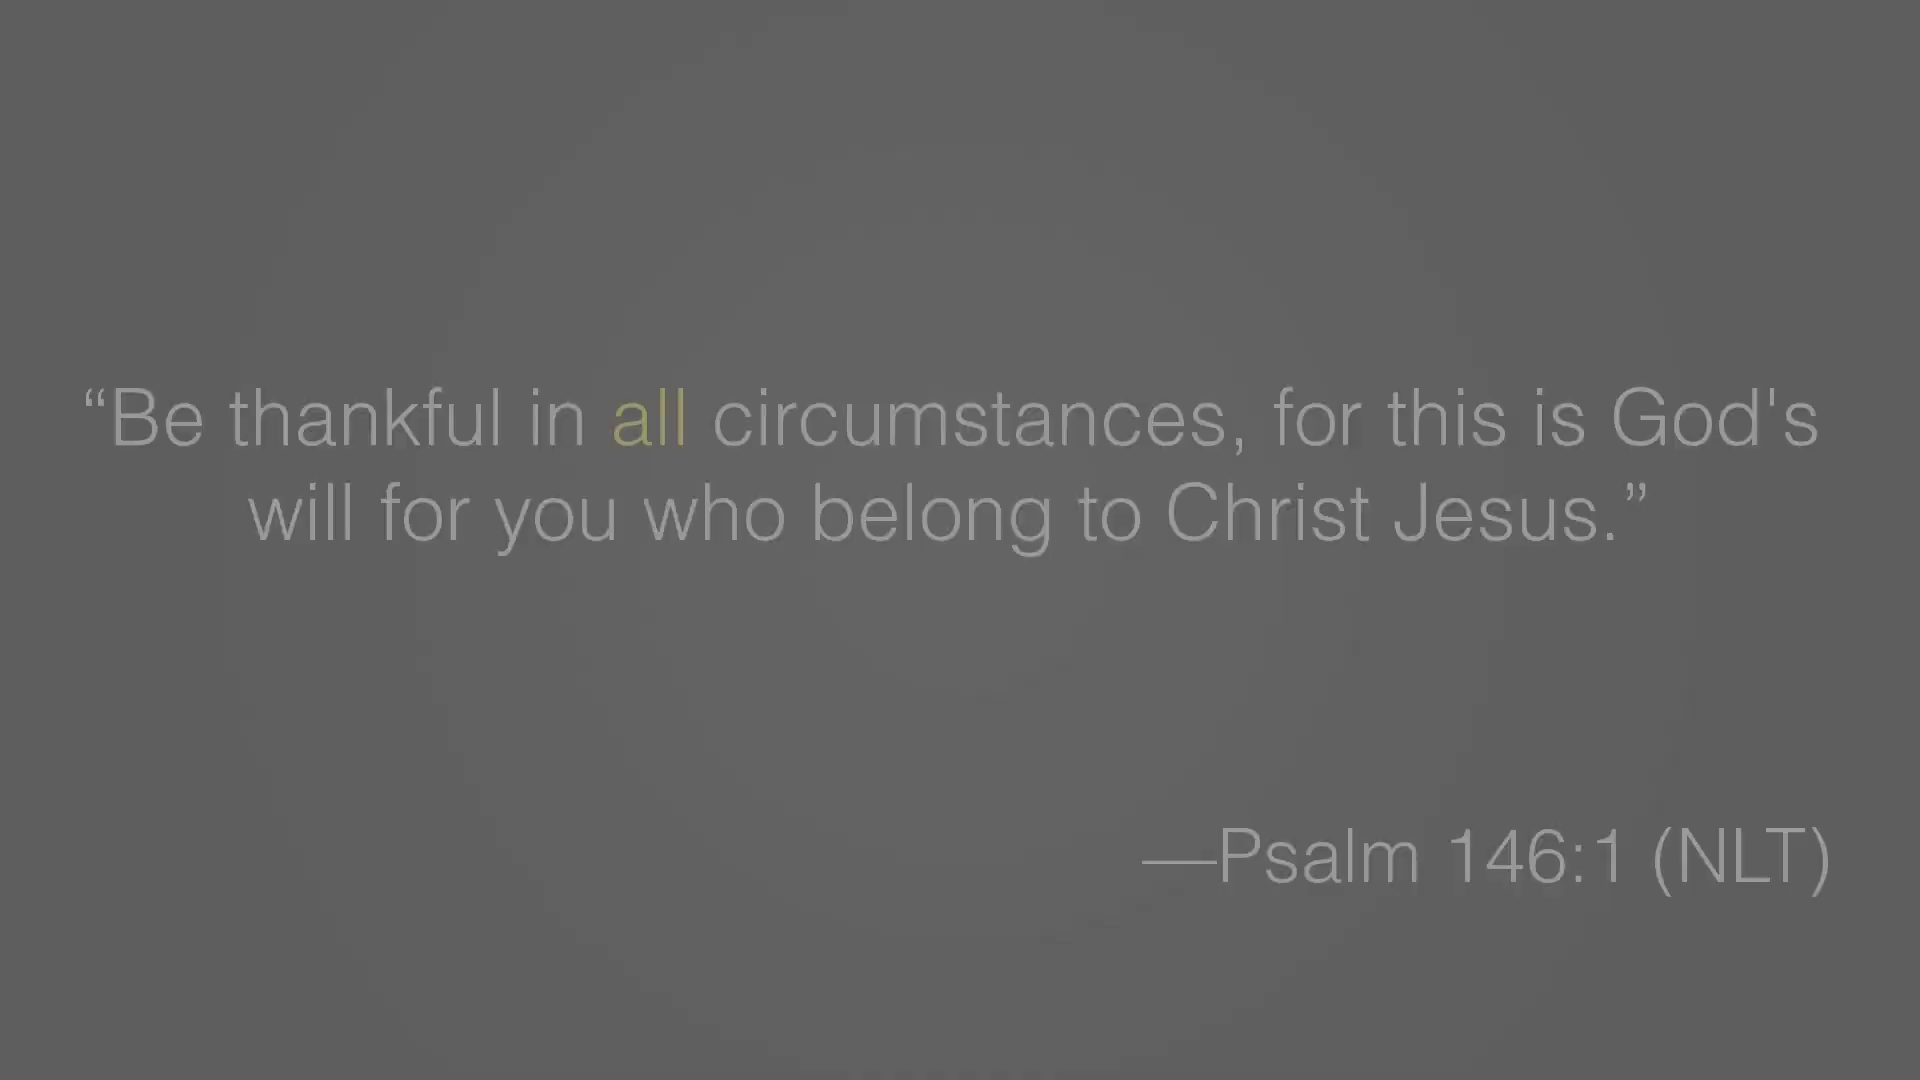 “Be thankful in all circumstances, for this is God's
will for you who belong to Christ Jesus.”
—Psalm 146:1 (NLT)